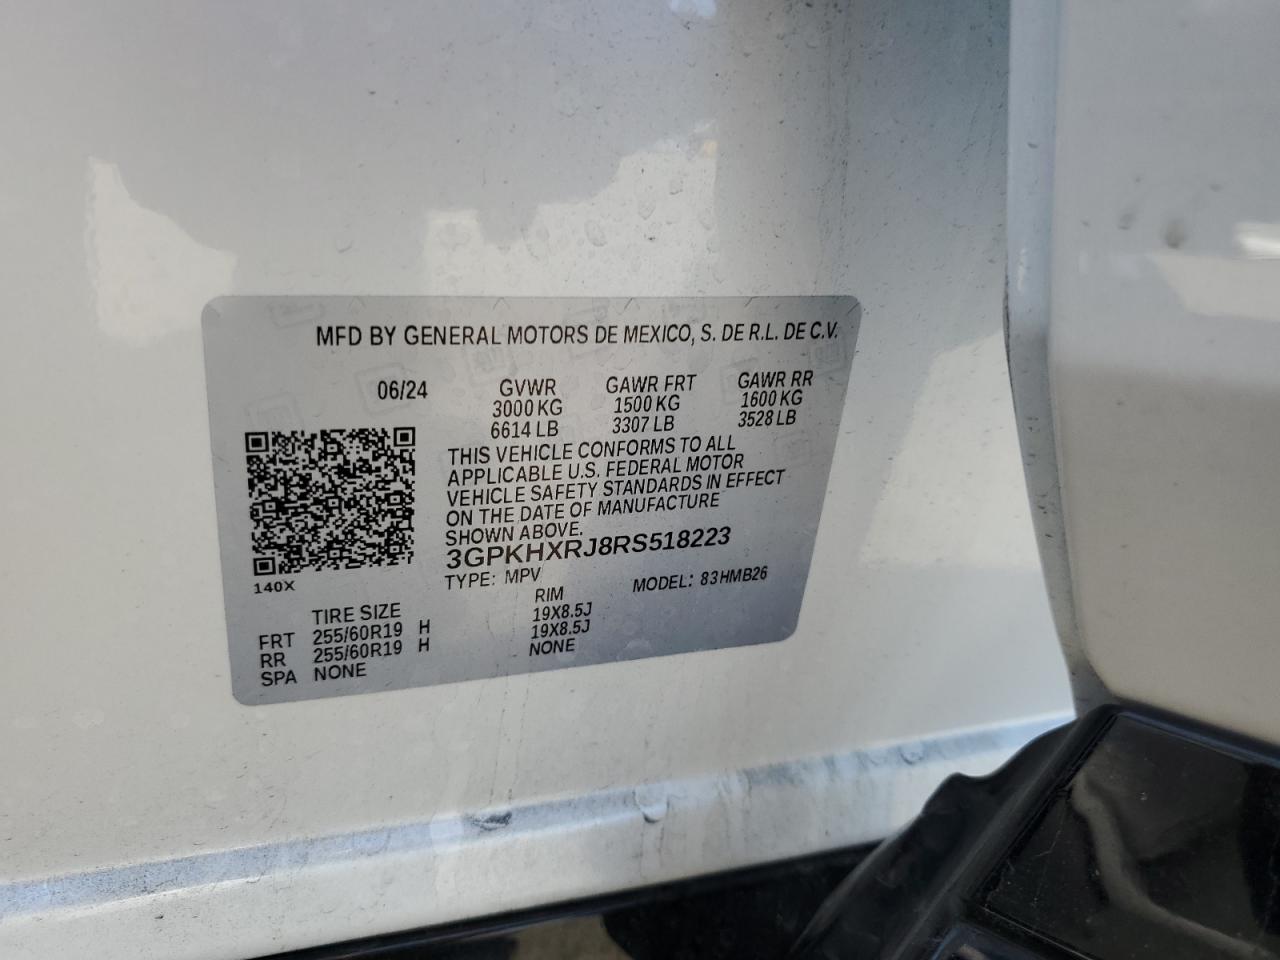 MFD BY GENERAL MOTORS DE MEXICO, S. DE R.L. DE C.V.
06/24 GVWR GAWR FRT GAWR RR
3000 KG 1500 KG 1600 KG
6614 LB 3307 LB 3528 LB
THIS VEHICLE CONFORMS TO ALL
APPLICABLE U.S. FEDERAL MOTOR
VEHICLE SAFETY STANDARDS IN EFFECT
ON THE DATE OF MANUFACTURE
SHOWN ABOVE.
3GPKHXRJ8RS518223
140X
TYPE: MPV MODEL: 83HMB26
TIRE SIZE RIM
FRT 255/60R19 H 19X8.5J
RR 255/60R19 H 19X8.5J
SPA NONE NONE